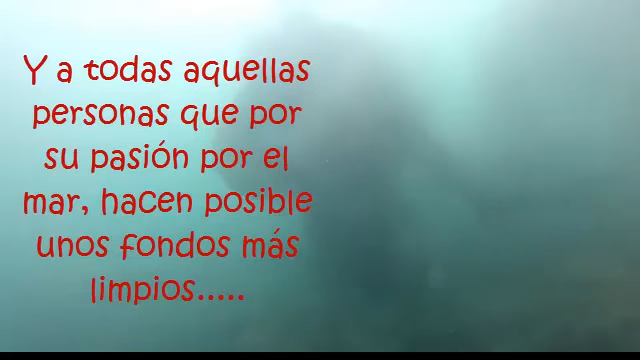 Y a todas aquellas
personas que por
su pasión por el
mar, hacen posible
unos fondos más
limpios.....